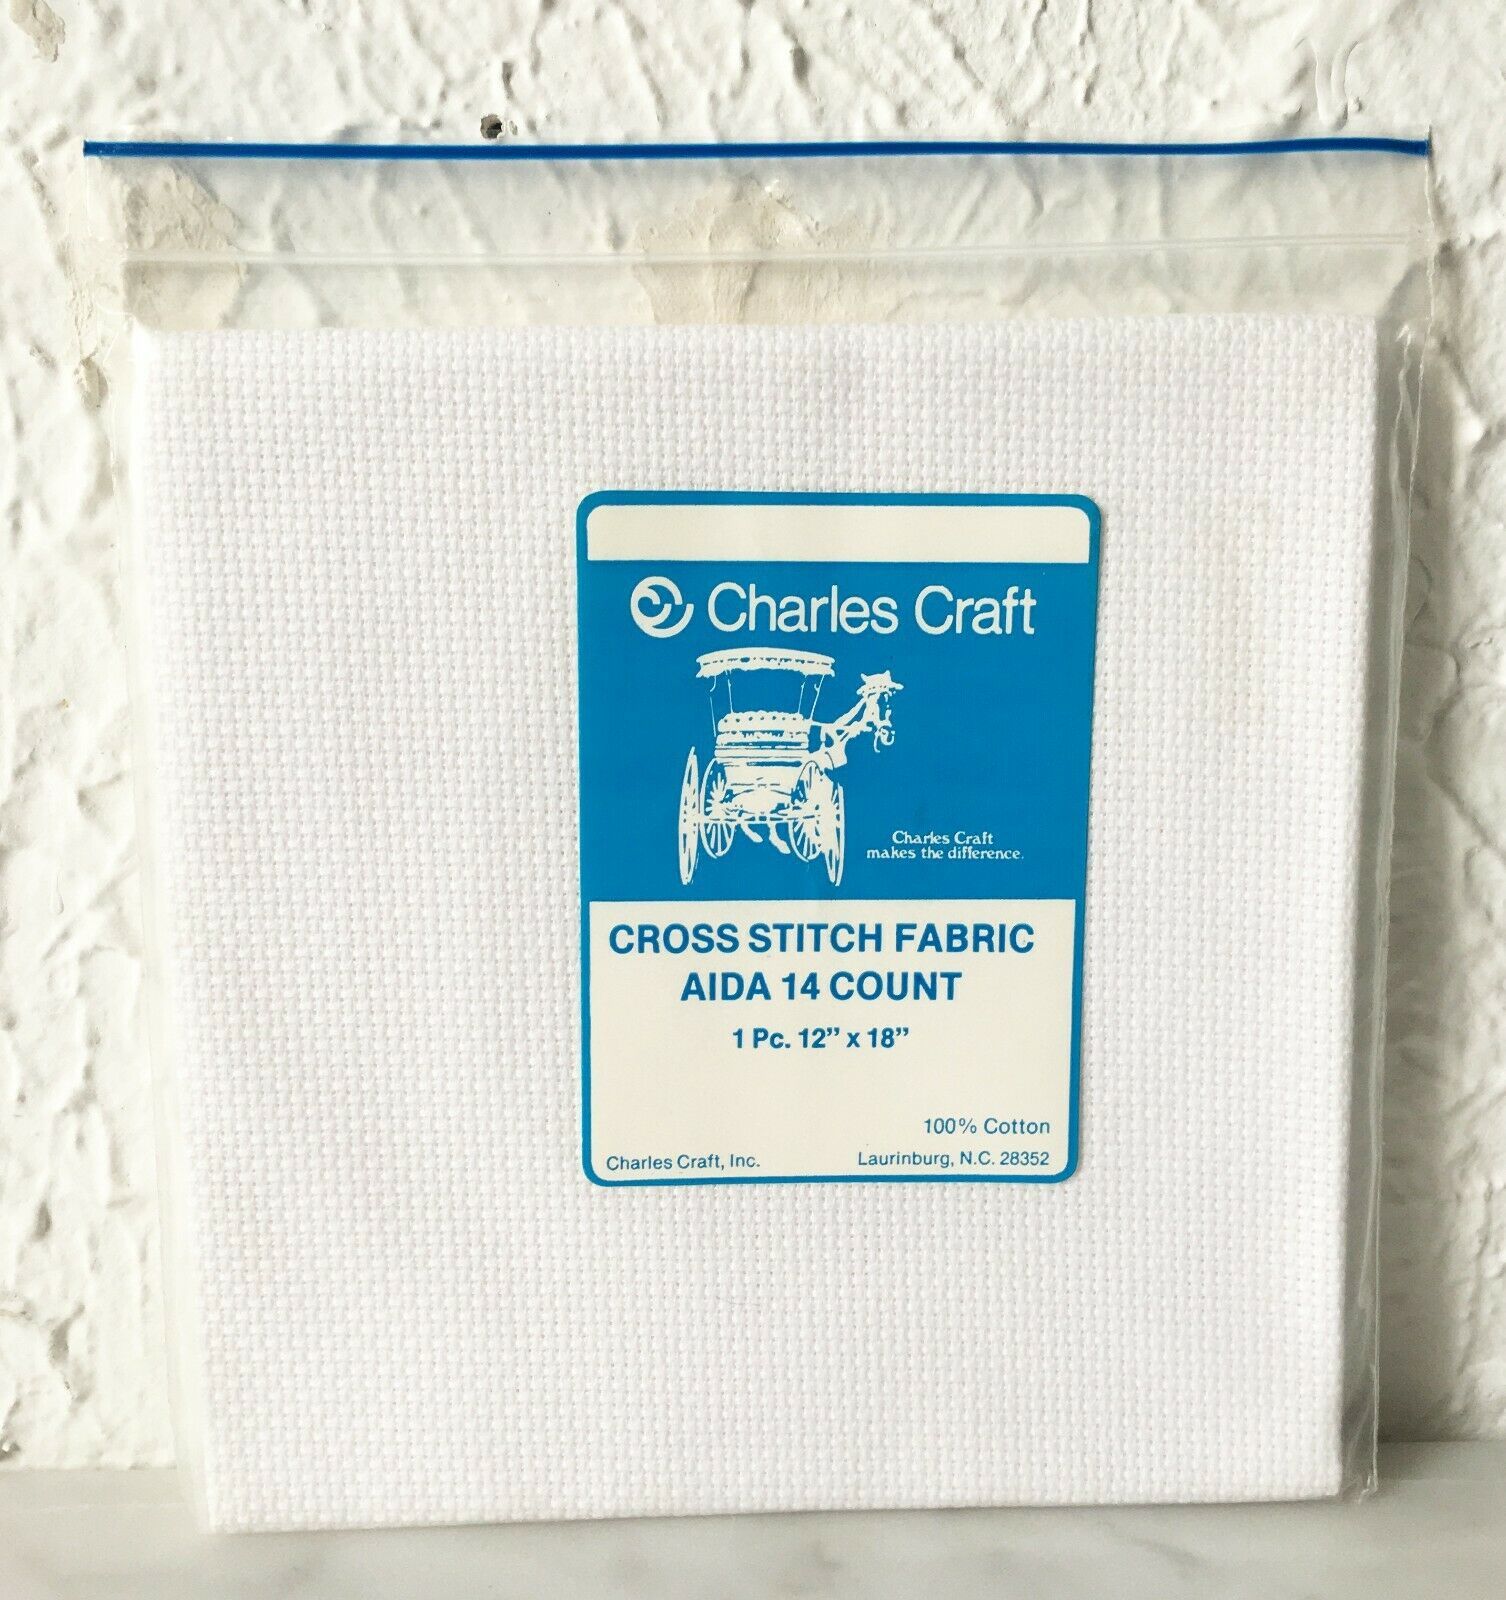 Charles Craft
Charles Craft
makes the difference.
CROSS STITCH FABRIC
AIDA 14 COUNT
1 Pc. 12” x 18”
100% Cotton
Charles Craft, Inc. Laurinburg, N.C. 28352